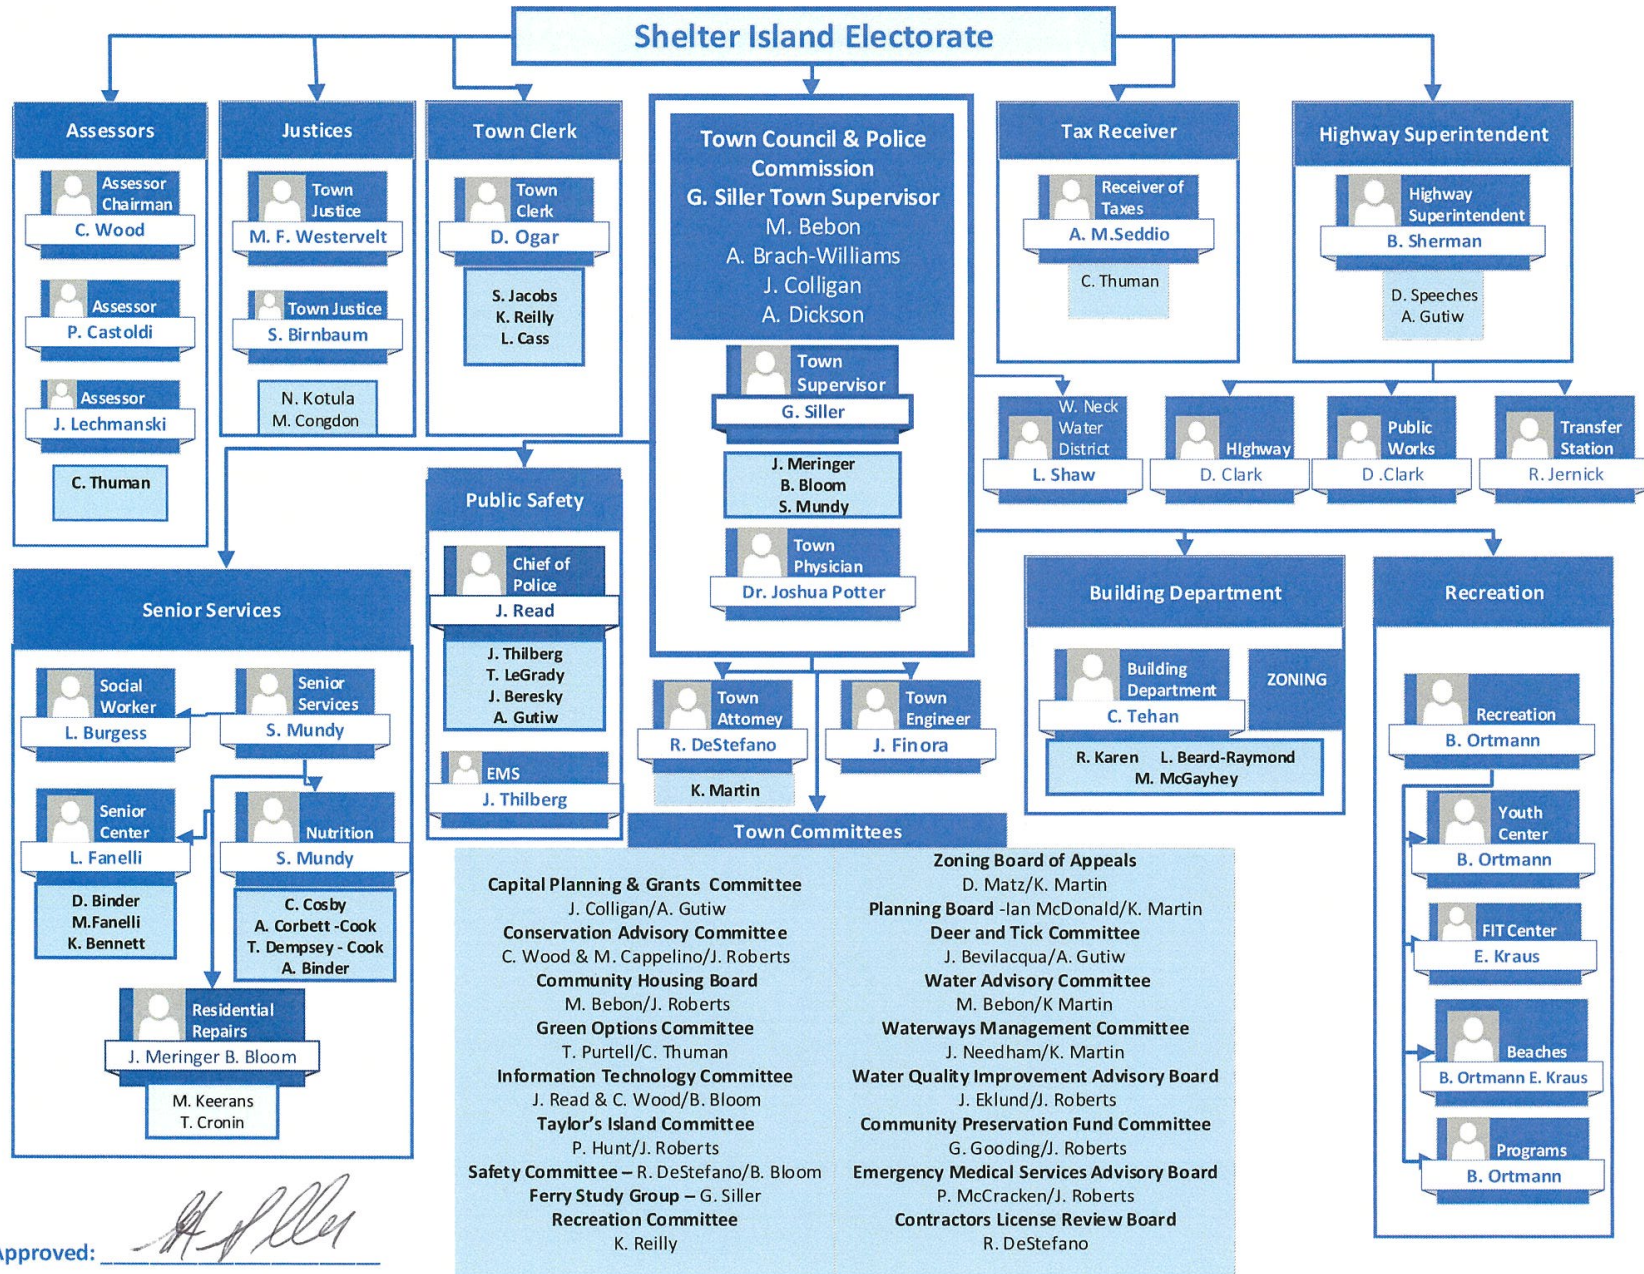 Shelter Island Electorate
Assessors
Assessor
Chairman
C. Wood
Assessor
P. Castoldi
Assessor
J. Lechmanski
C. Thuman
Justices
Town
Justice
M. F. Westervelt
Town Justice
S. Birnbaum
N. Kotula
M. Congdon
Town Clerk
Town
Clerk
D. Ogar
S. Jacobs
K. Reilly
L. Cass
Town Council & Police
Commission
G. Siller Town Supervisor
M. Bebon
A. Brach-Williams
J. Colligan
A. Dickson
Town
Supervisor
G. Siller
J. Meringer
B. Bloom
S. Mundy
Town
Physician
Dr. Joshua Potter
Tax Receiver
Receiver of
Taxes
A. M.Seddio
C. Thuman
Highway Superintendent
Highway
Superintendent
B. Sherman
D. Speeches
A. Gutiw
W. Neck
Water
District
L. Shaw
HIghway
D. Clark
Public
Works
D .Clark
Transfer
Station
R. Jernick
Senior Services
Social
Worker
L. Burgess
Senior
Services
S. Mundy
Senior
Center
L. Fanelli
D. Binder
M.Fanelli
K. Bennett
Nutrition
S. Mundy
C. Cosby
A. Corbett -Cook
T. Dempsey - Cook
A. Binder
Residential
Repairs
J. Meringer B. Bloom
M. Keerans
T. Cronin
Public Safety
Chief of
Police
J. Read
J. Thilberg
T. LeGrady
J. Beresky
A. Gutiw
EMS
J. Thilberg
Town
Attorney
R. DeStefano
K. Martin
Town
Engineer
J. Finora
Building Department
Building
Department
C. Tehan
ZONING
R. Karen L. Beard-Raymond
M. McGayhey
Recreation
Recreation
B. Ortmann
Youth
Center
B. Ortmann
FIT Center
E. Kraus
Beaches
B. Ortmann E. Kraus
Programs
B. Ortmann
Town Committees
Capital Planning & Grants Committee
J. Colligan/A. Gutiw
Conservation Advisory Committee
C. Wood & M. Cappelino/J. Roberts
Community Housing Board
M. Bebon/J. Roberts
Green Options Committee
T. Purtell/C. Thuman
Information Technology Committee
J. Read & C. Wood/B. Bloom
Taylor's Island Committee
P. Hunt/J. Roberts
Safety Committee – R. DeStefano/B. Bloom
Ferry Study Group – G. Siller
Recreation Committee
K. Reilly
Zoning Board of Appeals
D. Matz/K. Martin
Planning Board -Ian McDonald/K. Martin
Deer and Tick Committee
J. Bevilacqua/A. Gutiw
Water Advisory Committee
M. Bebon/K Martin
Waterways Management Committee
J. Needham/K. Martin
Water Quality Improvement Advisory Board
J. Eklund/J. Roberts
Community Preservation Fund Committee
G. Gooding/J. Roberts
Emergency Medical Services Advisory Board
P. McCracken/J. Roberts
Contractors License Review Board
R. DeStefano
Approved: